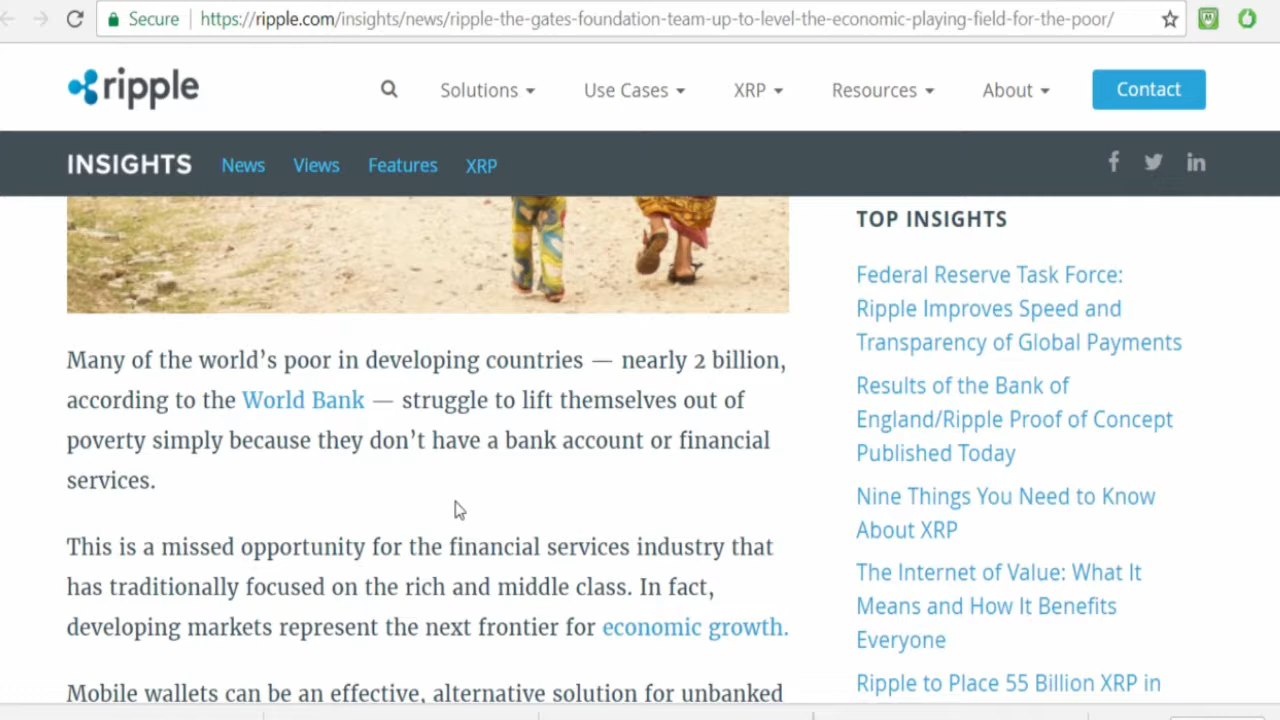 Secure https://ripple.com/insights/news/ripple-the-gates-foundation-team-up-to-level-the-economic-playing-field-for-the-poor/
ripple Solutions Use Cases XRP Resources About Contact
INSIGHTS News Views Features XRP
Many of the world’s poor in developing countries — nearly 2 billion,
according to the World Bank — struggle to lift themselves out of
poverty simply because they don’t have a bank account or financial
services.
This is a missed opportunity for the financial services industry that
has traditionally focused on the rich and middle class. In fact,
developing markets represent the next frontier for economic growth.
Mobile wallets can be an effective, alternative solution for unbanked
TOP INSIGHTS
Federal Reserve Task Force:
Ripple Improves Speed and
Transparency of Global Payments
Results of the Bank of
England/Ripple Proof of Concept
Published Today
Nine Things You Need to Know
About XRP
The Internet of Value: What It
Means and How It Benefits
Everyone
Ripple to Place 55 Billion XRP in